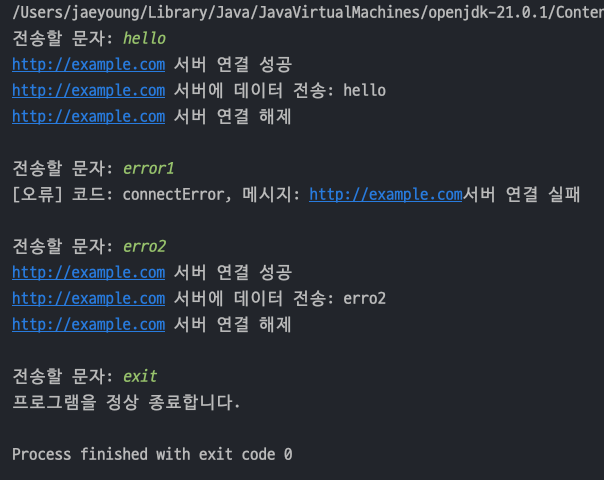 /Users/jaeyoung/Library/Java/JavaVirtualMachines/openjdk-21.0.1/Conten
전송할 문자: hello
http://example.com 서버 연결 성공
http://example.com 서버에 데이터 전송: hello
http://example.com 서버 연결 해제
전송할 문자: error1
[오류] 코드: connectError, 메시지: http://example.com서버 연결 실패
전송할 문자: erro2
http://example.com 서버 연결 성공
http://example.com 서버에 데이터 전송: erro2
http://example.com 서버 연결 해제
전송할 문자: exit
프로그램을 정상 종료합니다.
Process finished with exit code 0